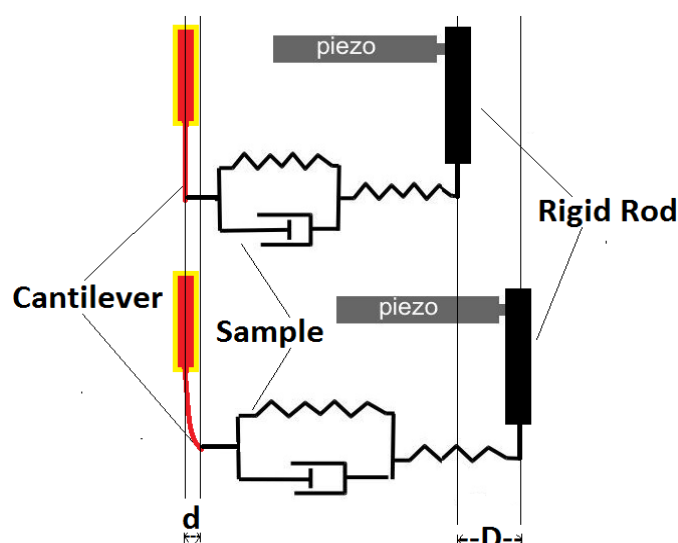 piezo
Rigid Rod
Cantilever
piezo
Sample
d
--D--